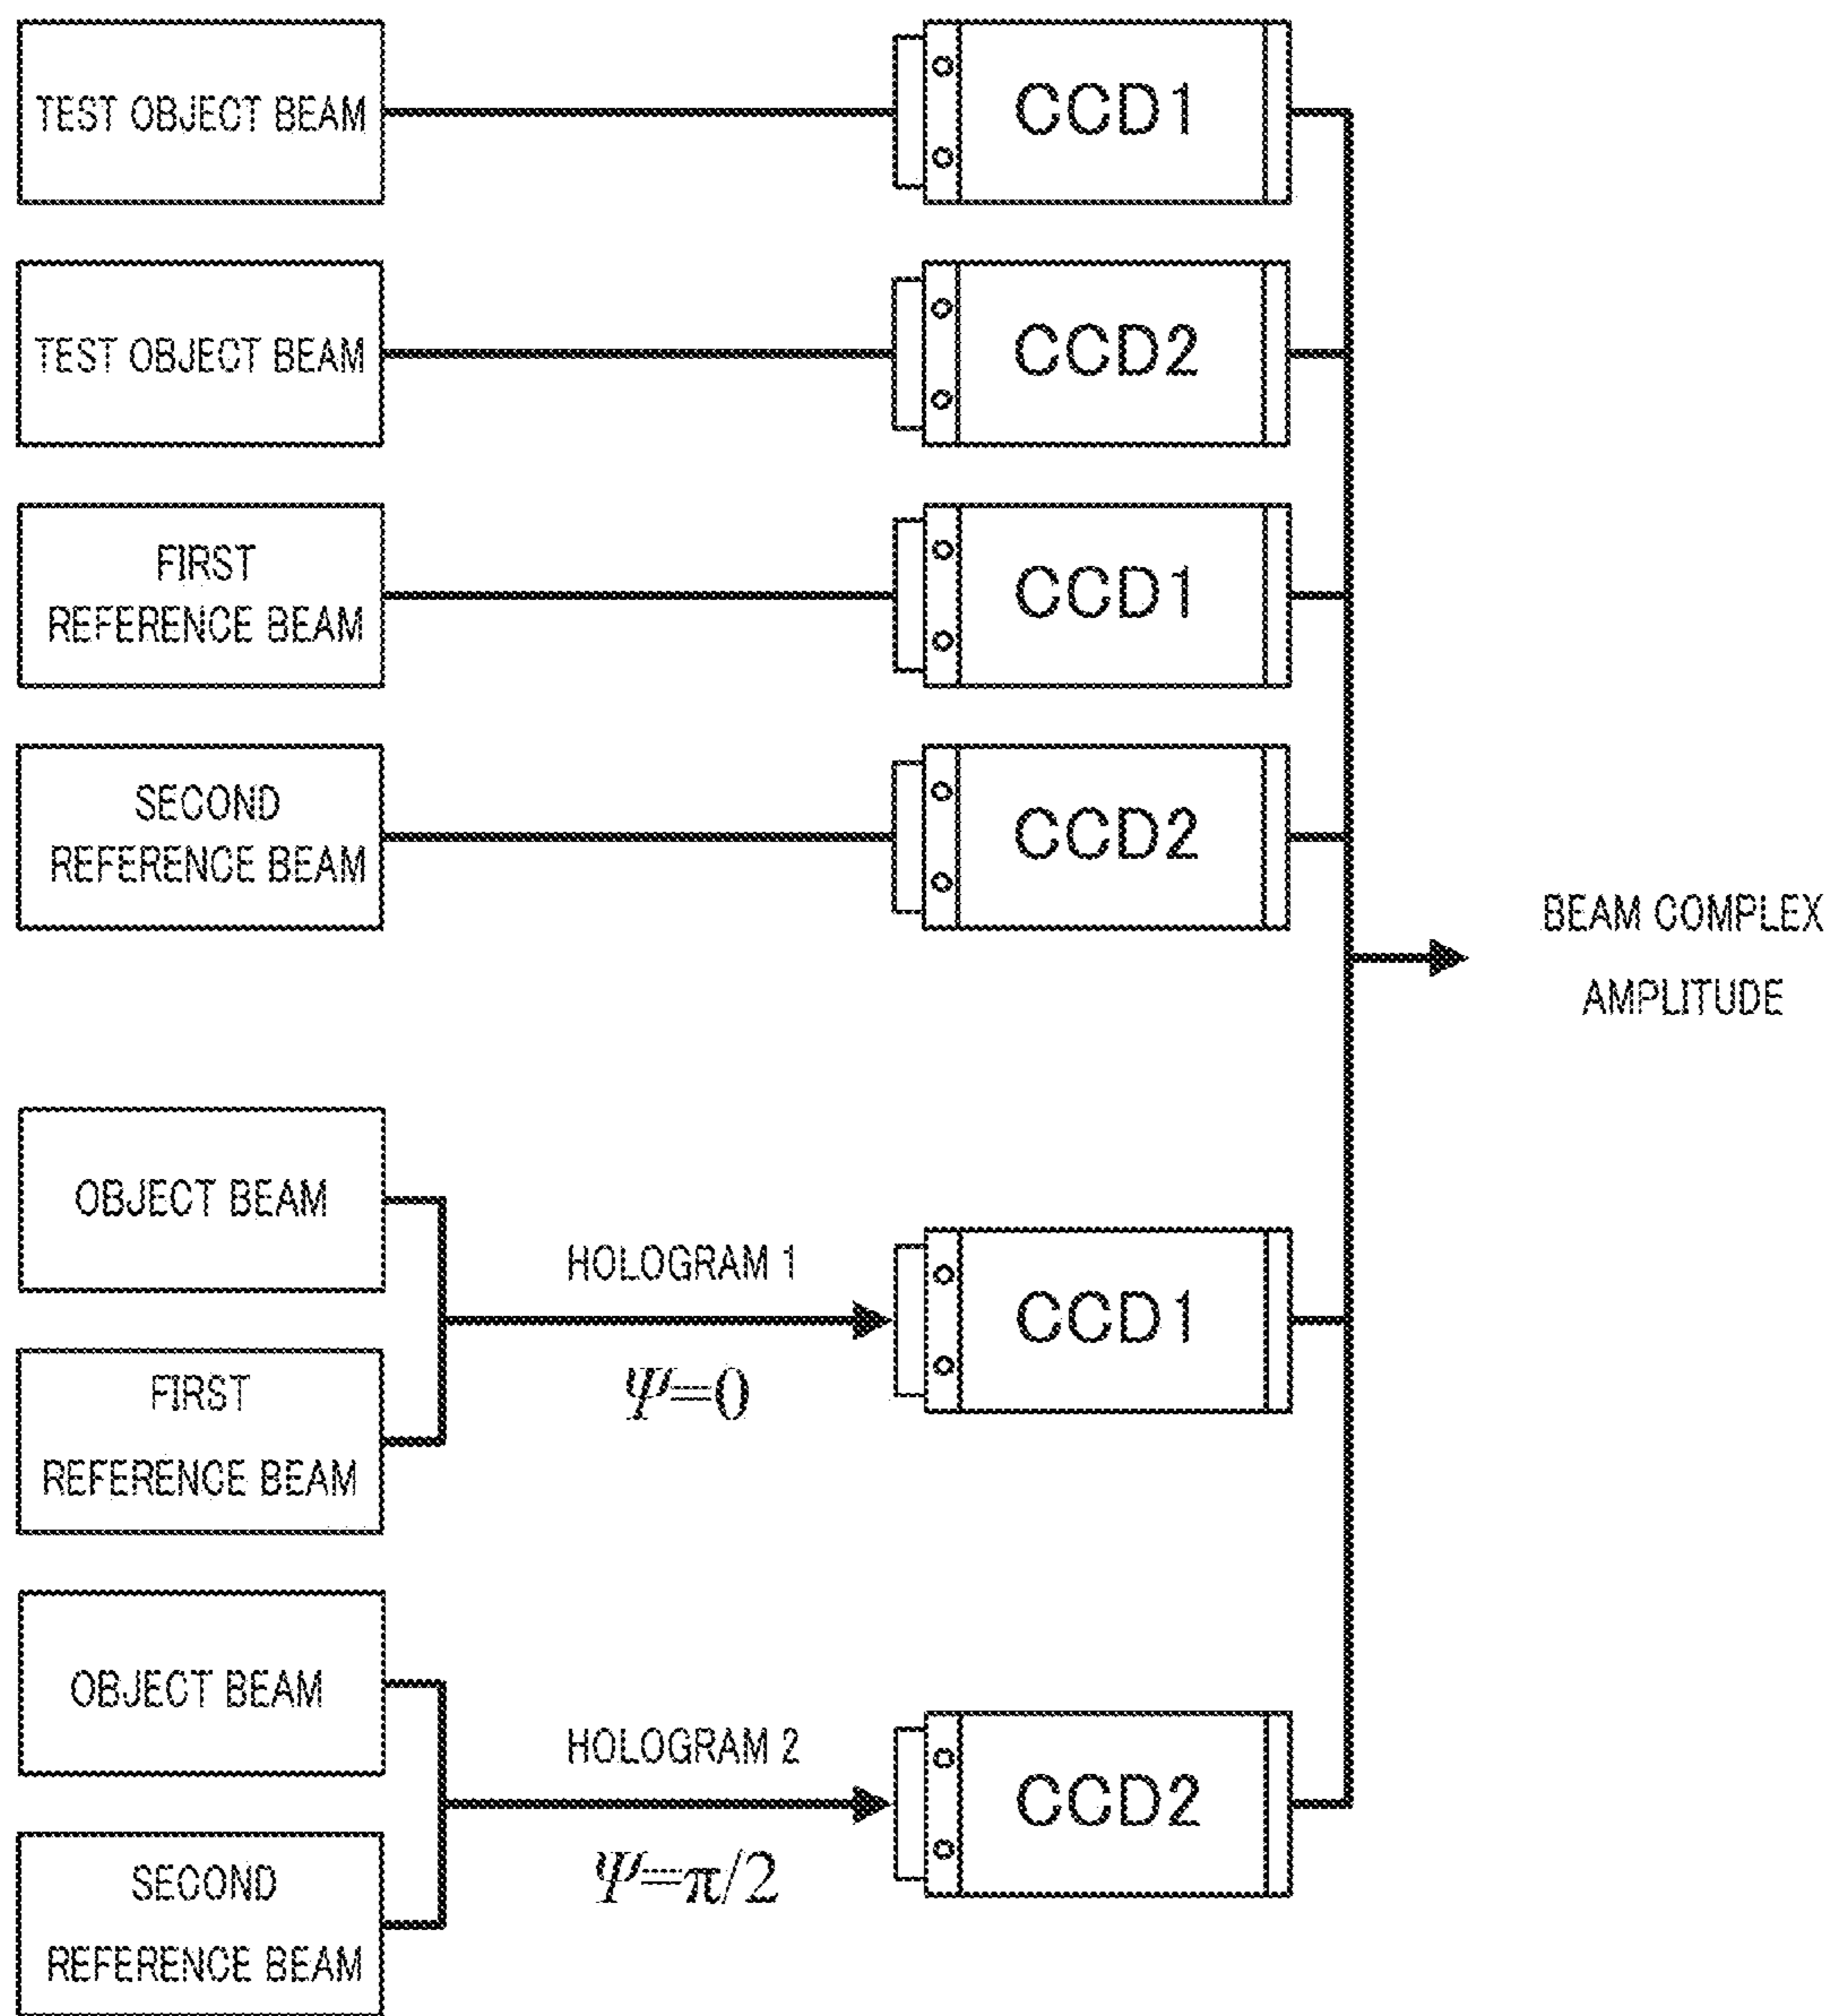 TEST OBJECT BEAM
CCD1
TEST OBJECT BEAM
CCD2
FIRST
REFERENCE BEAM
CCD1
SECOND
REFERENCE BEAM
CCD2
BEAM COMPLEX
AMPLITUDE
OBJECT BEAM
FIRST
REFERENCE BEAM
HOLOGRAM 1
Ψ=0
CCD1
OBJECT BEAM
SECOND
REFERENCE BEAM
HOLOGRAM 2
Ψ=π/2
CCD2